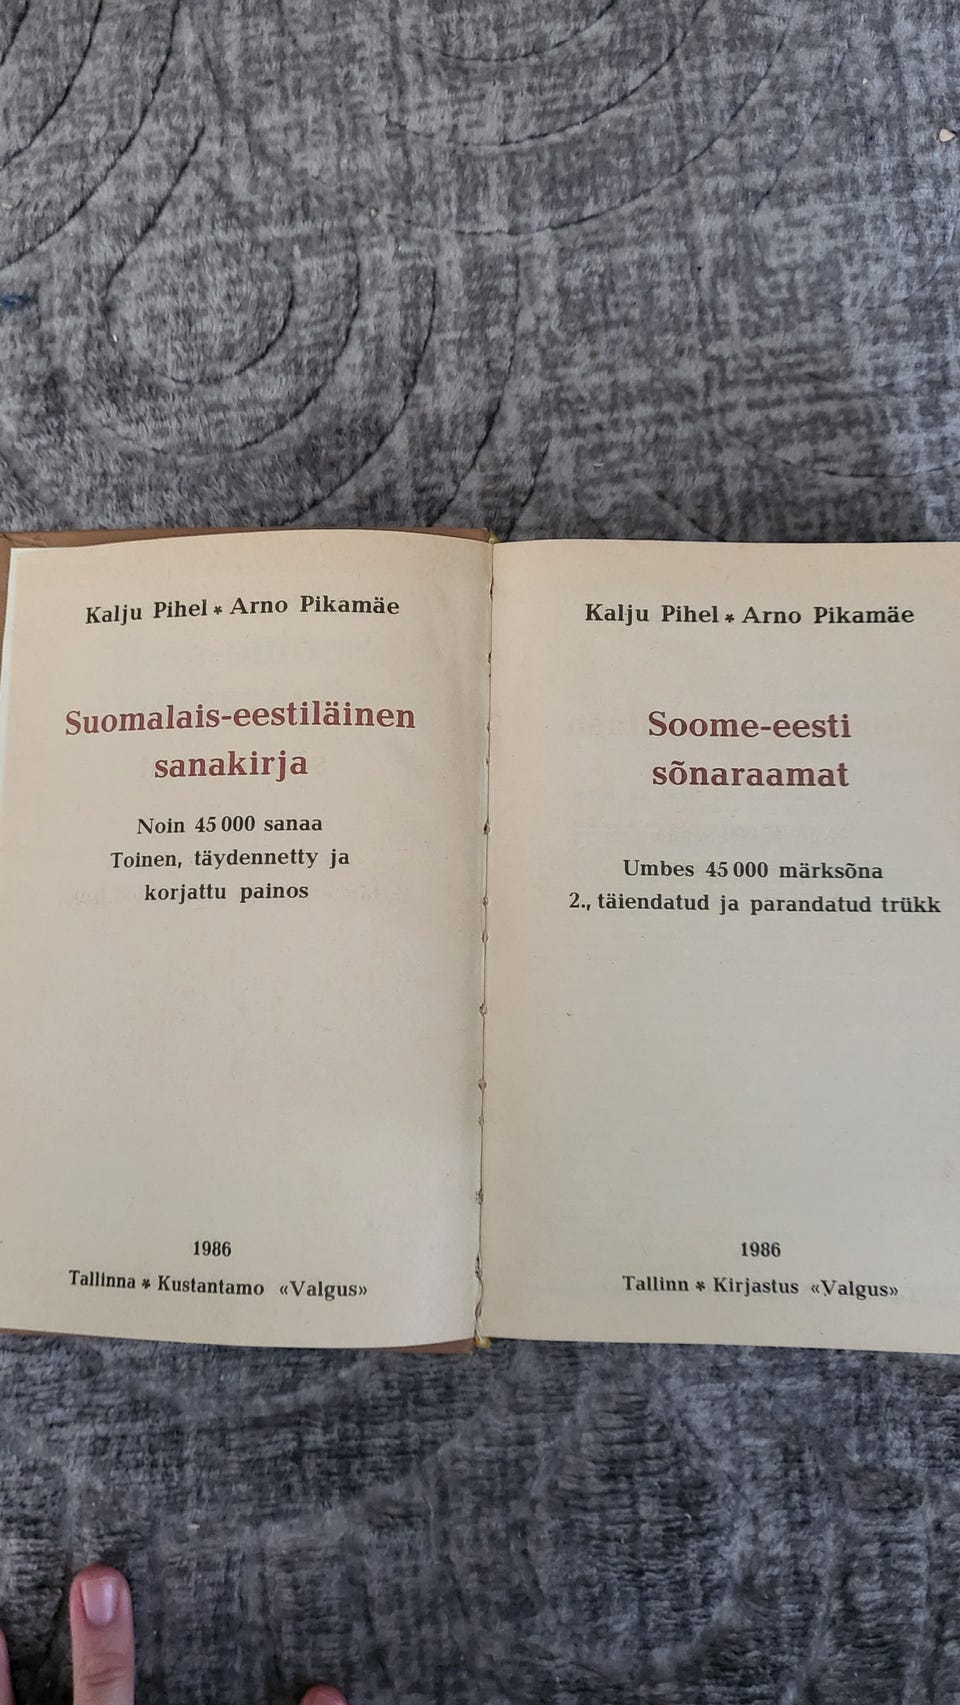 Kalju Pihel * Arno Pikamäe
Suomalais-eestiläinen
sanakirja
Noin 45 000 sanaa
Toinen, täydennetty ja
korjattu painos
1986
Tallinna * Kustantamo «Valgus»
Kalju Pihel * Arno Pikamäe
Soome-eesti
sõnaraamat
Umbes 45 000 märksõna
2., täiendatud ja parandatud trükk
1986
Tallinn * Kirjastus «Valgus»